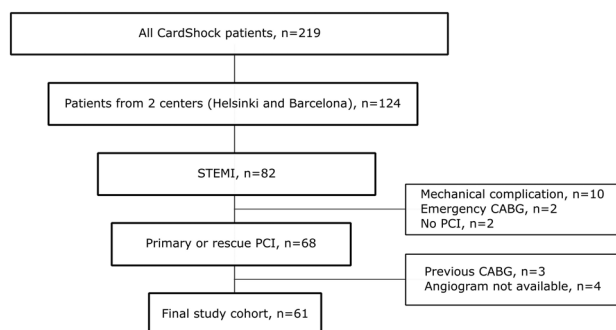 All CardShock patients, n=219
Patients from 2 centers (Helsinki and Barcelona), n=124
STEMI, n=82
Mechanical complication, n=10
Emergency CABG, n=2
No PCI, n=2
Primary or rescue PCI, n=68
Previous CABG, n=3
Angiogram not available, n=4
Final study cohort, n=61